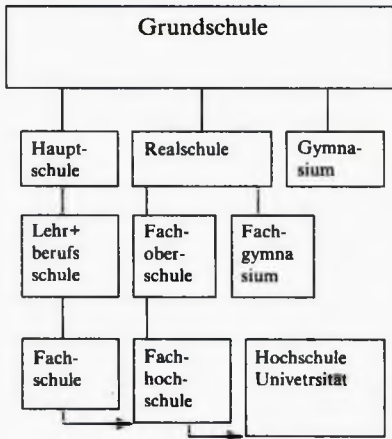 Grundschule
Haupt-
schule
Realschule
Gymna-
sium
Lehr+
berufs
schule
Fach-
ober-
schule
Fach-
gymna
sium
Fach-
schule
Fach-
hoch-
schule
Hochschule
Univetrsität